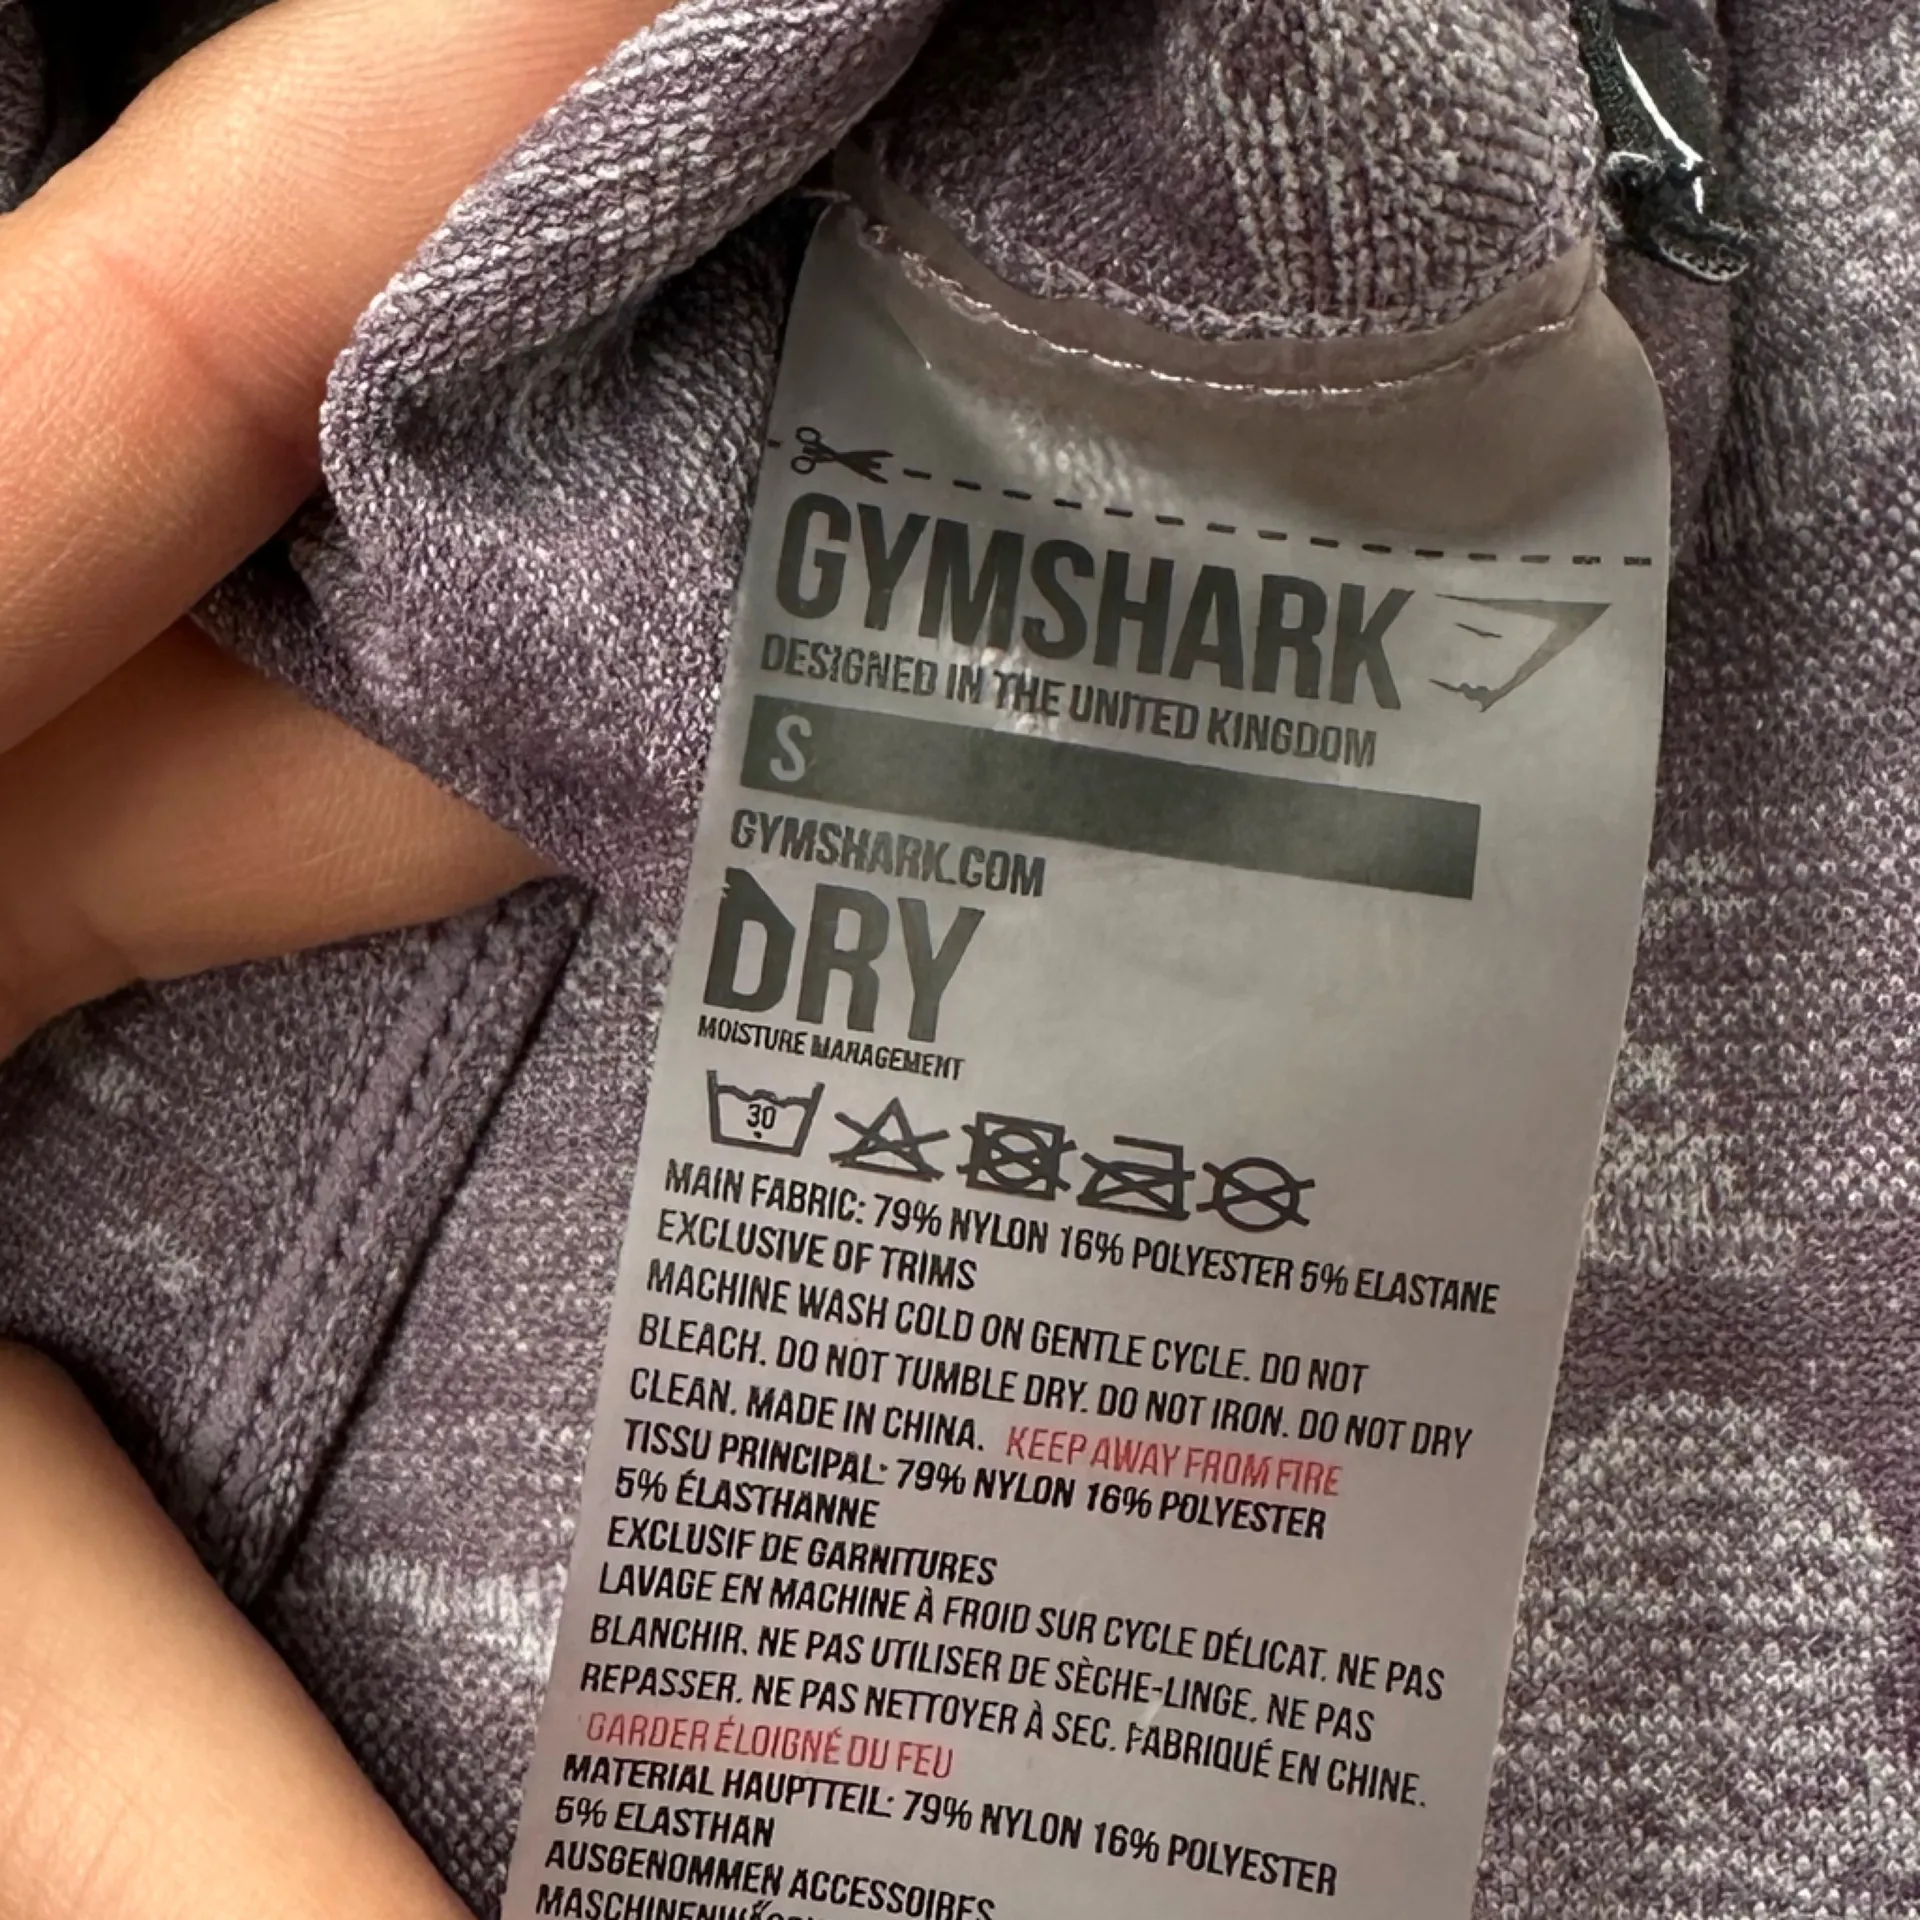 GYMSHARK
DESIGNED IN THE UNITED KINGDOM
S
GYMSHARK.COM
DRY
MOISTURE MANAGEMENT
30
MAIN FABRIC: 79% NYLON 16% POLYESTER 5% ELASTANE
EXCLUSIVE OF TRIMS
MACHINE WASH COLD ON GENTLE CYCLE. DO NOT
BLEACH. DO NOT TUMBLE DRY. DO NOT IRON. DO NOT DRY
CLEAN. MADE IN CHINA. KEEP AWAY FROM FIRE
TISSU PRINCIPAL: 79% NYLON 16% POLYESTER
5% ÉLASTHANNE
EXCLUSIF DE GARNITURES
LAVAGE EN MACHINE À FROID SUR CYCLE DÉLICAT. NE PAS
BLANCHIR. NE PAS UTILISER DE SÈCHE-LINGE. NE PAS
REPASSER. NE PAS NETTOYER À SEC. FABRIQUÉ EN CHINE.
GARDER ÉLOIGNÉ DU FEU
MATERIAL HAUPTTEIL: 79% NYLON 16% POLYESTER
5% ELASTHAN
AUSGENOMMEN ACCESSOIRES